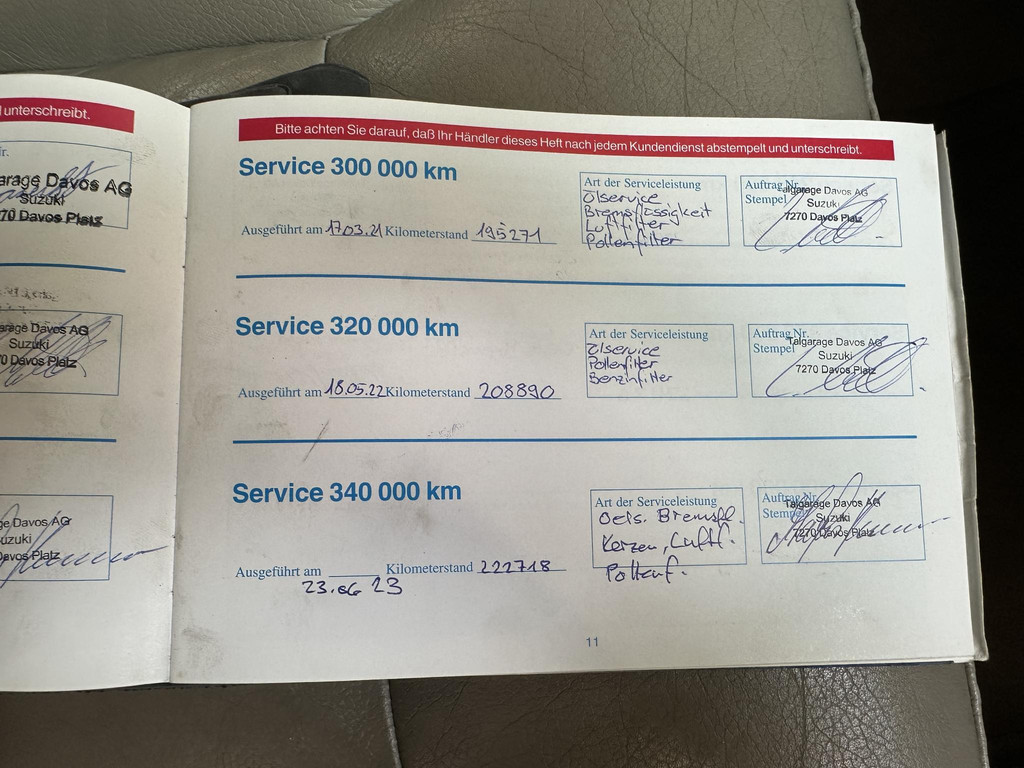 unterschreibt.
arage Davos AG
Suzuki
70 Davos Platz
arage Davos AG
Suzuki
0 Davos Platz
ge Davos AG
uzuki
Davos Platz
Bitte achten Sie darauf, daß Ihr Händler dieses Heft nach jedem Kundendienst abstempelt und unterschreibt.
Service 300 000 km
Ausgeführt am 17.03.21 Kilometerstand 195271
Art der Serviceleistung
Ölservice
Bremsflüssigkeit
Luftfilter
Pollenfilter
Auftrag Nr.
Stempel
Talgarage Davos AG
Suzuki
7270 Davos Platz
Service 320 000 km
Ausgeführt am 18.05.22 Kilometerstand 208890
Art der Serviceleistung
Ölservice
Pollenfilter
Benzinfilter
Auftrag Nr.
Stempel
Talgarage Davos AG
Suzuki
7270 Davos Platz
Service 340 000 km
Ausgeführt am Kilometerstand 222718
23.06 23
Art der Serviceleistung
Oels. Bremsfl.
Kerzen, Luftf.
Pollenf.
Auftrag Nr.
Stempel
Talgarage Davos AG
Suzuki
7270 Davos Platz
11